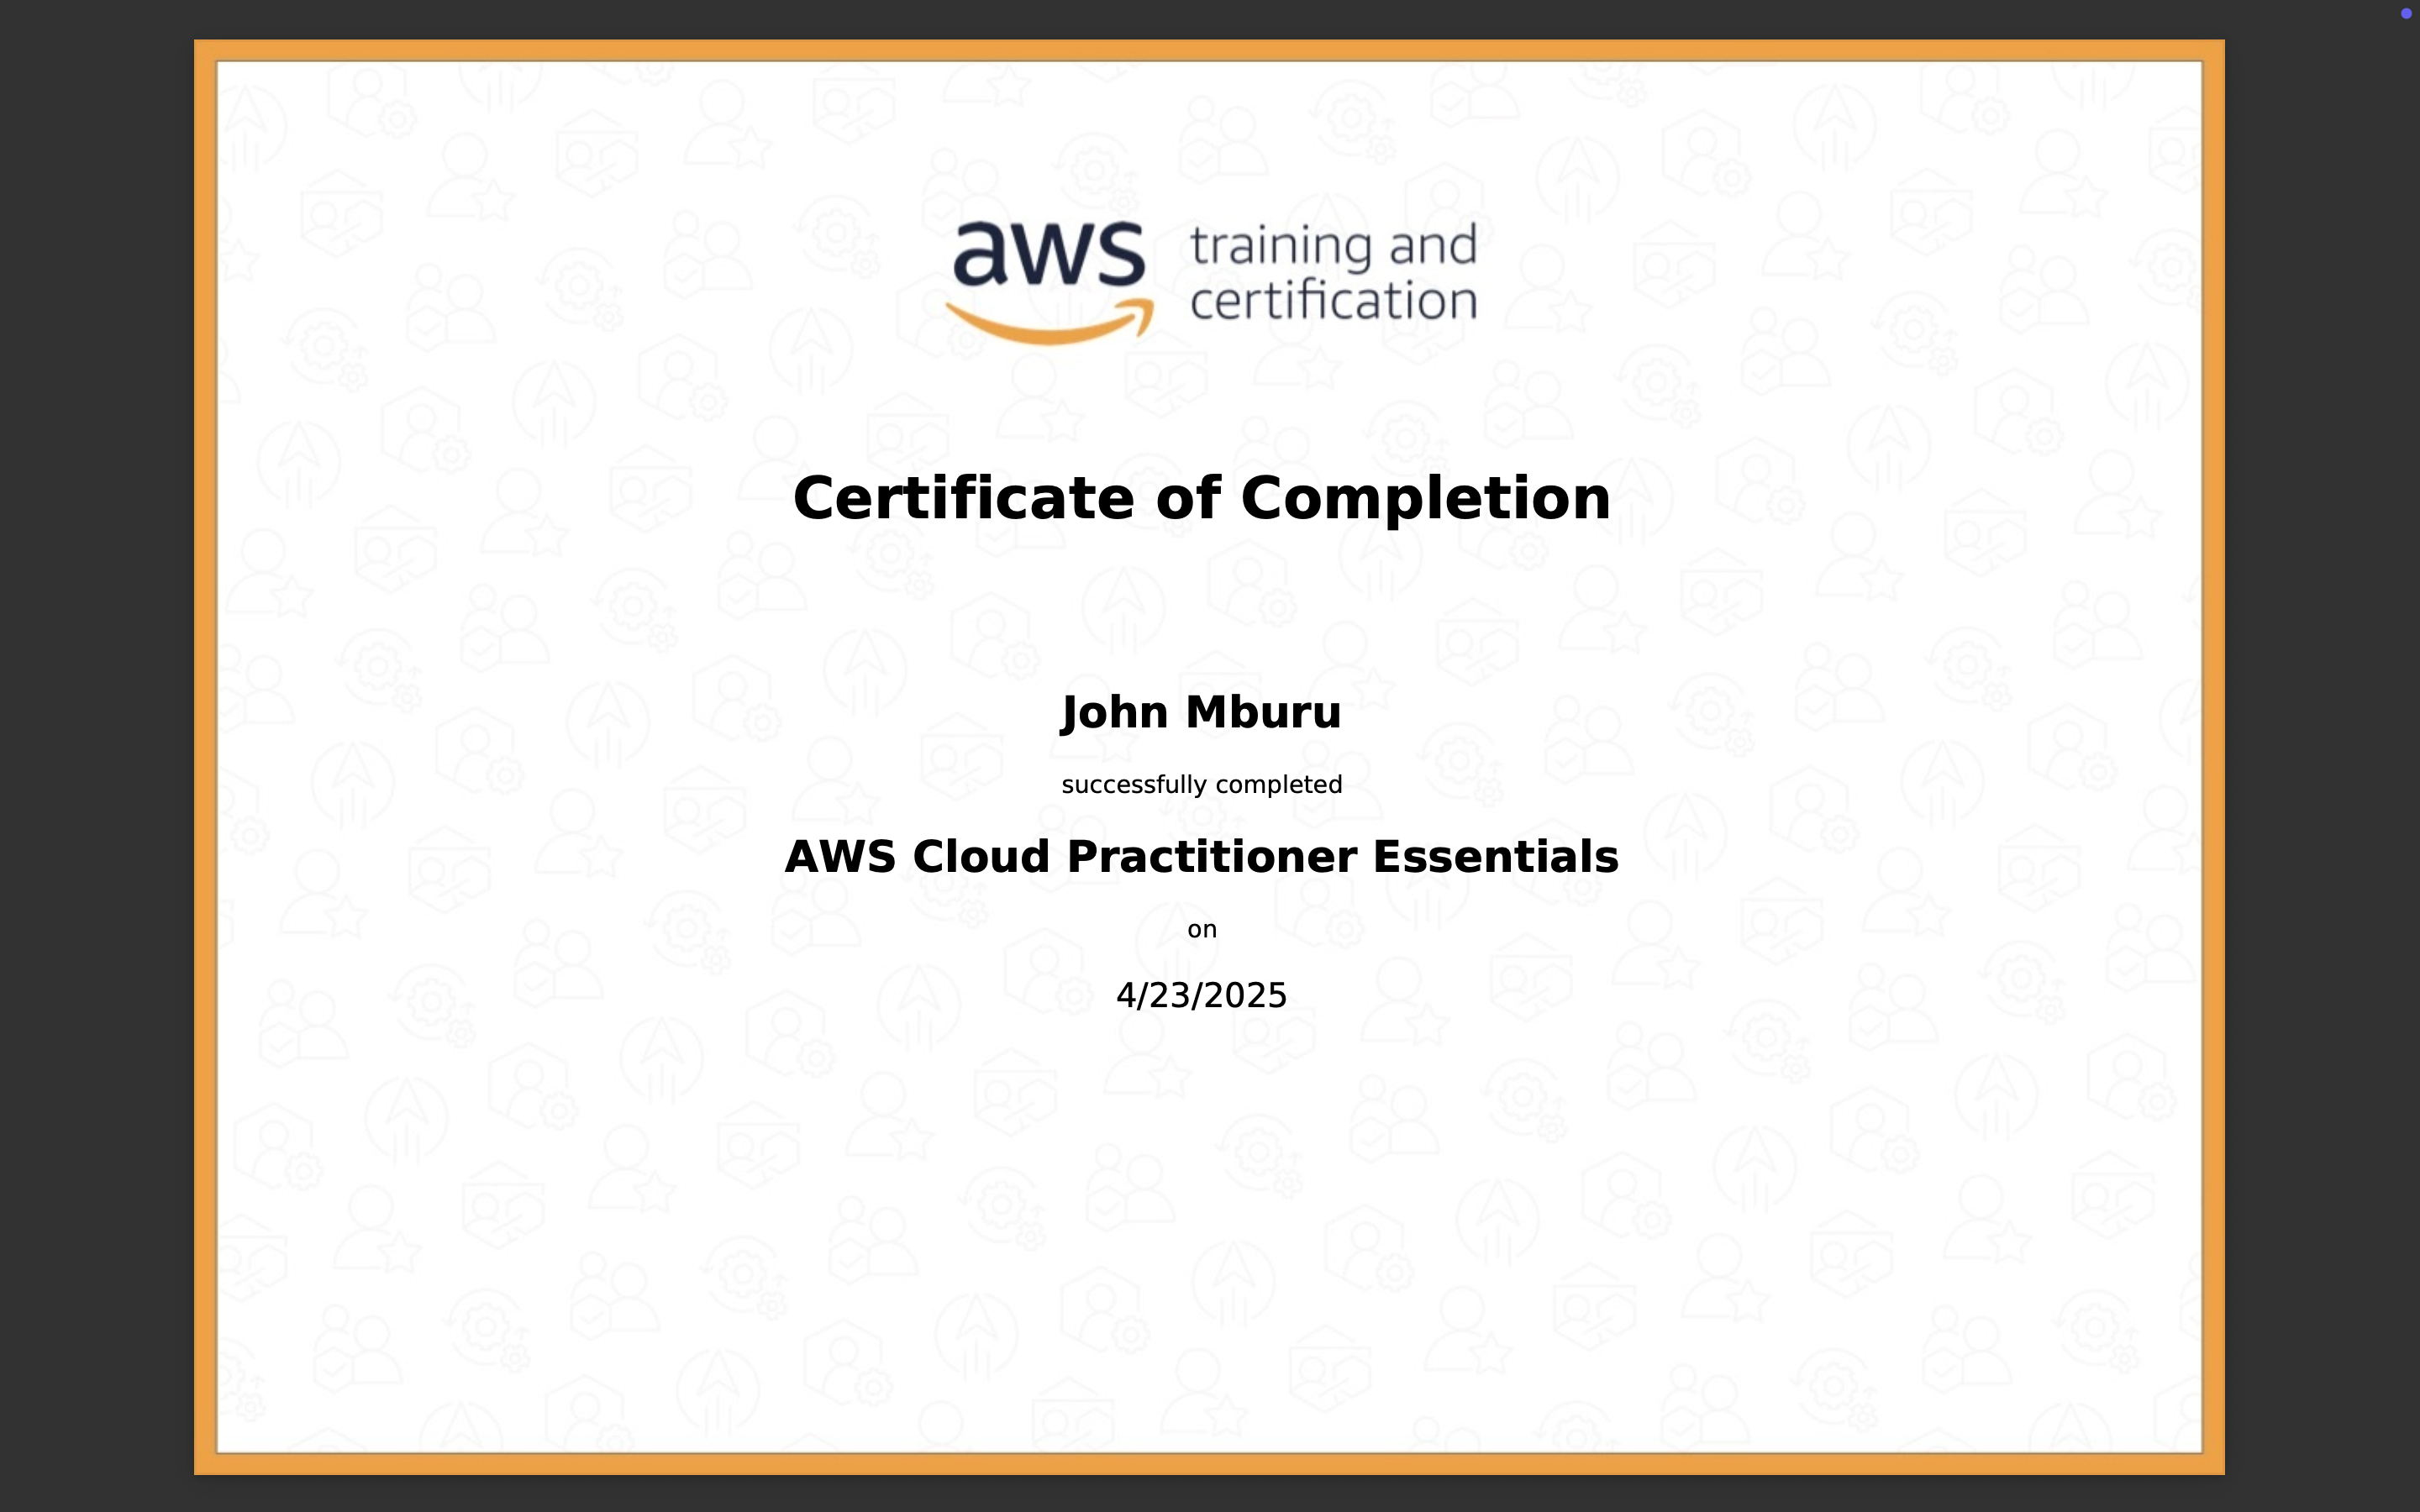 aws training and
certification
Certificate of Completion
John Mburu
successfully completed
AWS Cloud Practitioner Essentials
on
4/23/2025